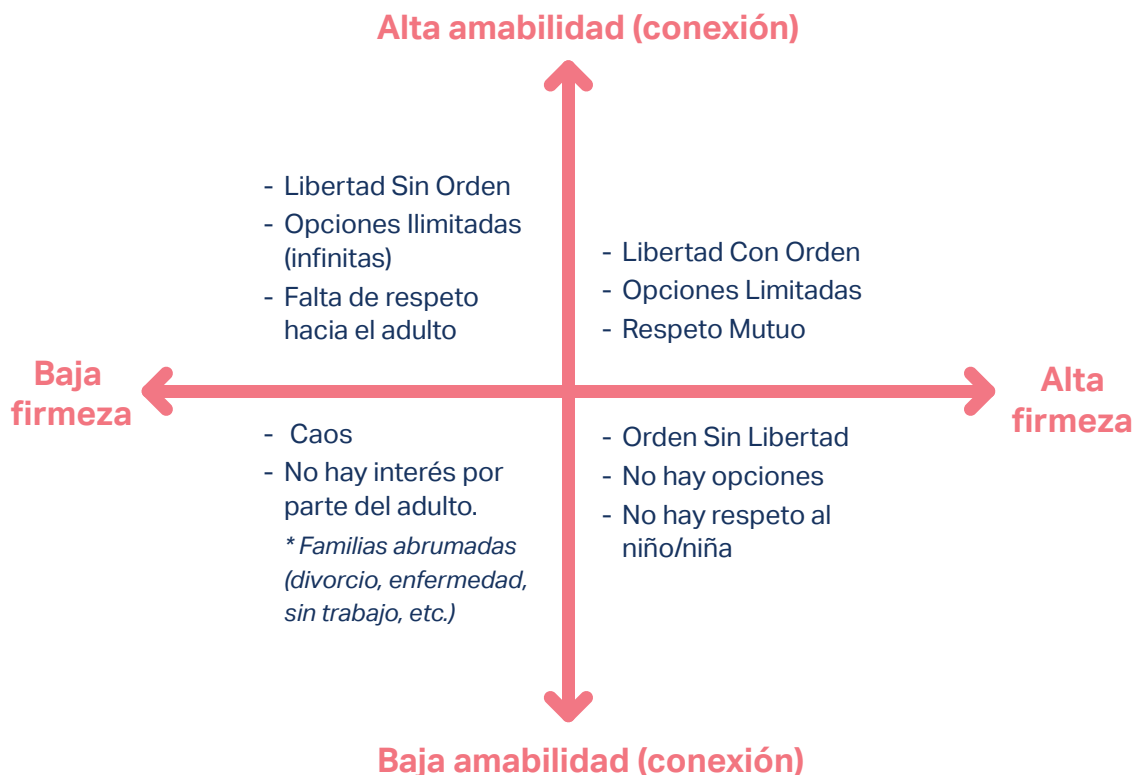 Alta amabilidad (conexión)
- Libertad Sin Orden
- Opciones Ilimitadas
(infinitas)
- Falta de respeto
hacia el adulto
- Libertad Con Orden
- Opciones Limitadas
- Respeto Mutuo
Baja
firmeza
Alta
firmeza
- Caos
- No hay interés por
parte del adulto.
* Familias abrumadas
(divorcio, enfermedad,
sin trabajo, etc.)
- Orden Sin Libertad
- No hay opciones
- No hay respeto al
niño/niña
Baja amabilidad (conexión)